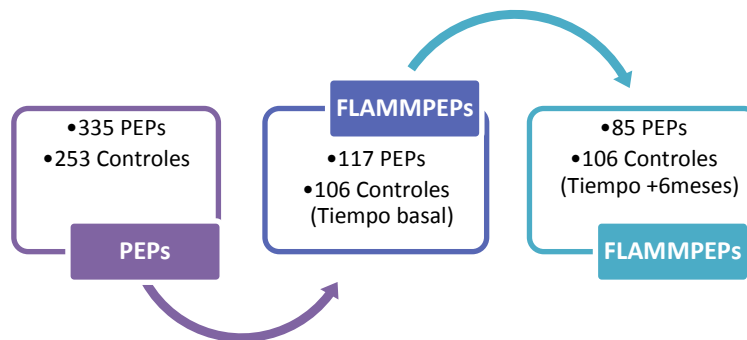 •335 PEPs
•253 Controles
PEPs
FLAMMPEPs
•117 PEPs
•106 Controles
(Tiempo basal)
•85 PEPs
•106 Controles
(Tiempo +6meses)
FLAMMPEPs